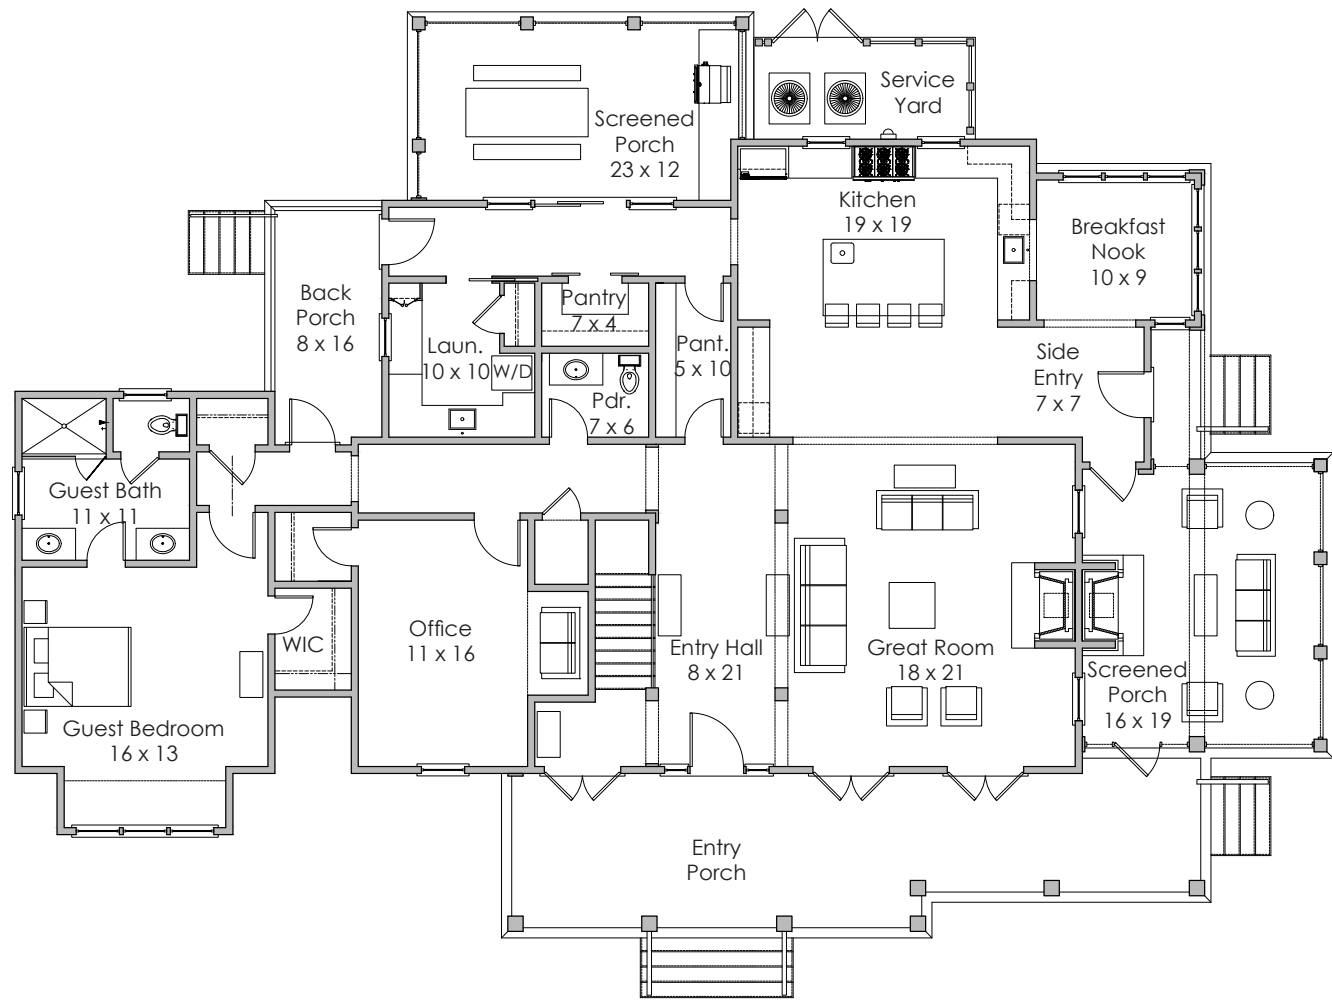 Service
Yard
Screened
Porch
23 x 12
Kitchen
19 x 19
Breakfast
Nook
10 x 9
Back
Porch
8 x 16
Pantry
7 x 4
Laun.
10 x 10
W/D
Pant.
5 x 10
Pdr.
7 x 6
Side
Entry
7 x 7
Guest Bath
11 x 11
WIC
Office
11 x 16
Entry Hall
8 x 21
Great Room
18 x 21
Screened
Porch
16 x 19
Guest Bedroom
16 x 13
Entry
Porch